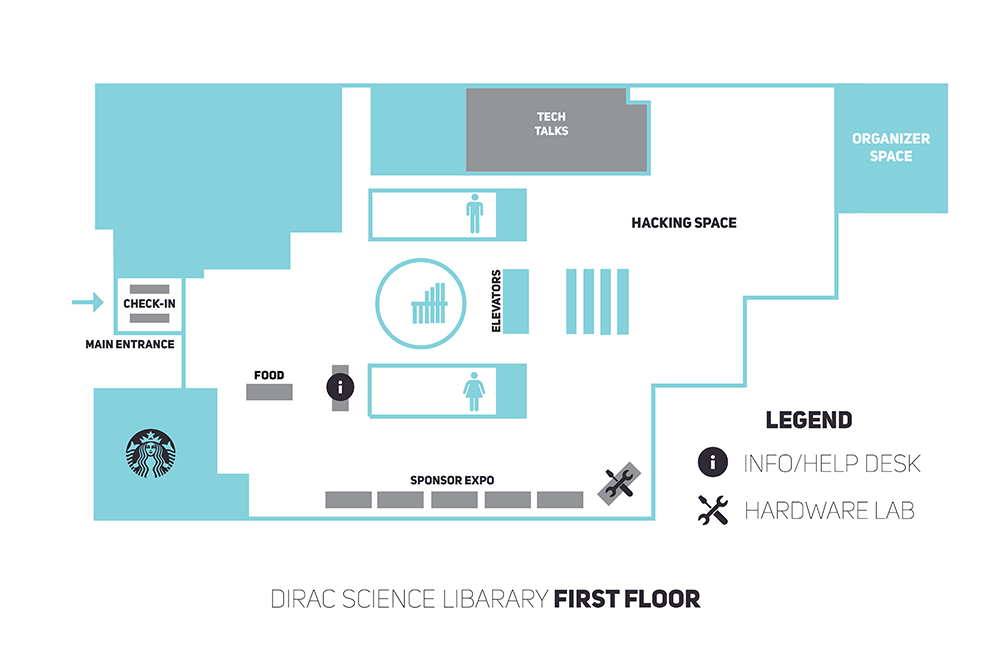 TECH
TALKS
ORGANIZER
SPACE
HACKING SPACE
ELEVATORS
CHECK-IN
MAIN ENTRANCE
FOOD
i
SPONSOR EXPO
LEGEND
i INFO/HELP DESK
HARDWARE LAB
DIRAC SCIENCE LIBARARY FIRST FLOOR